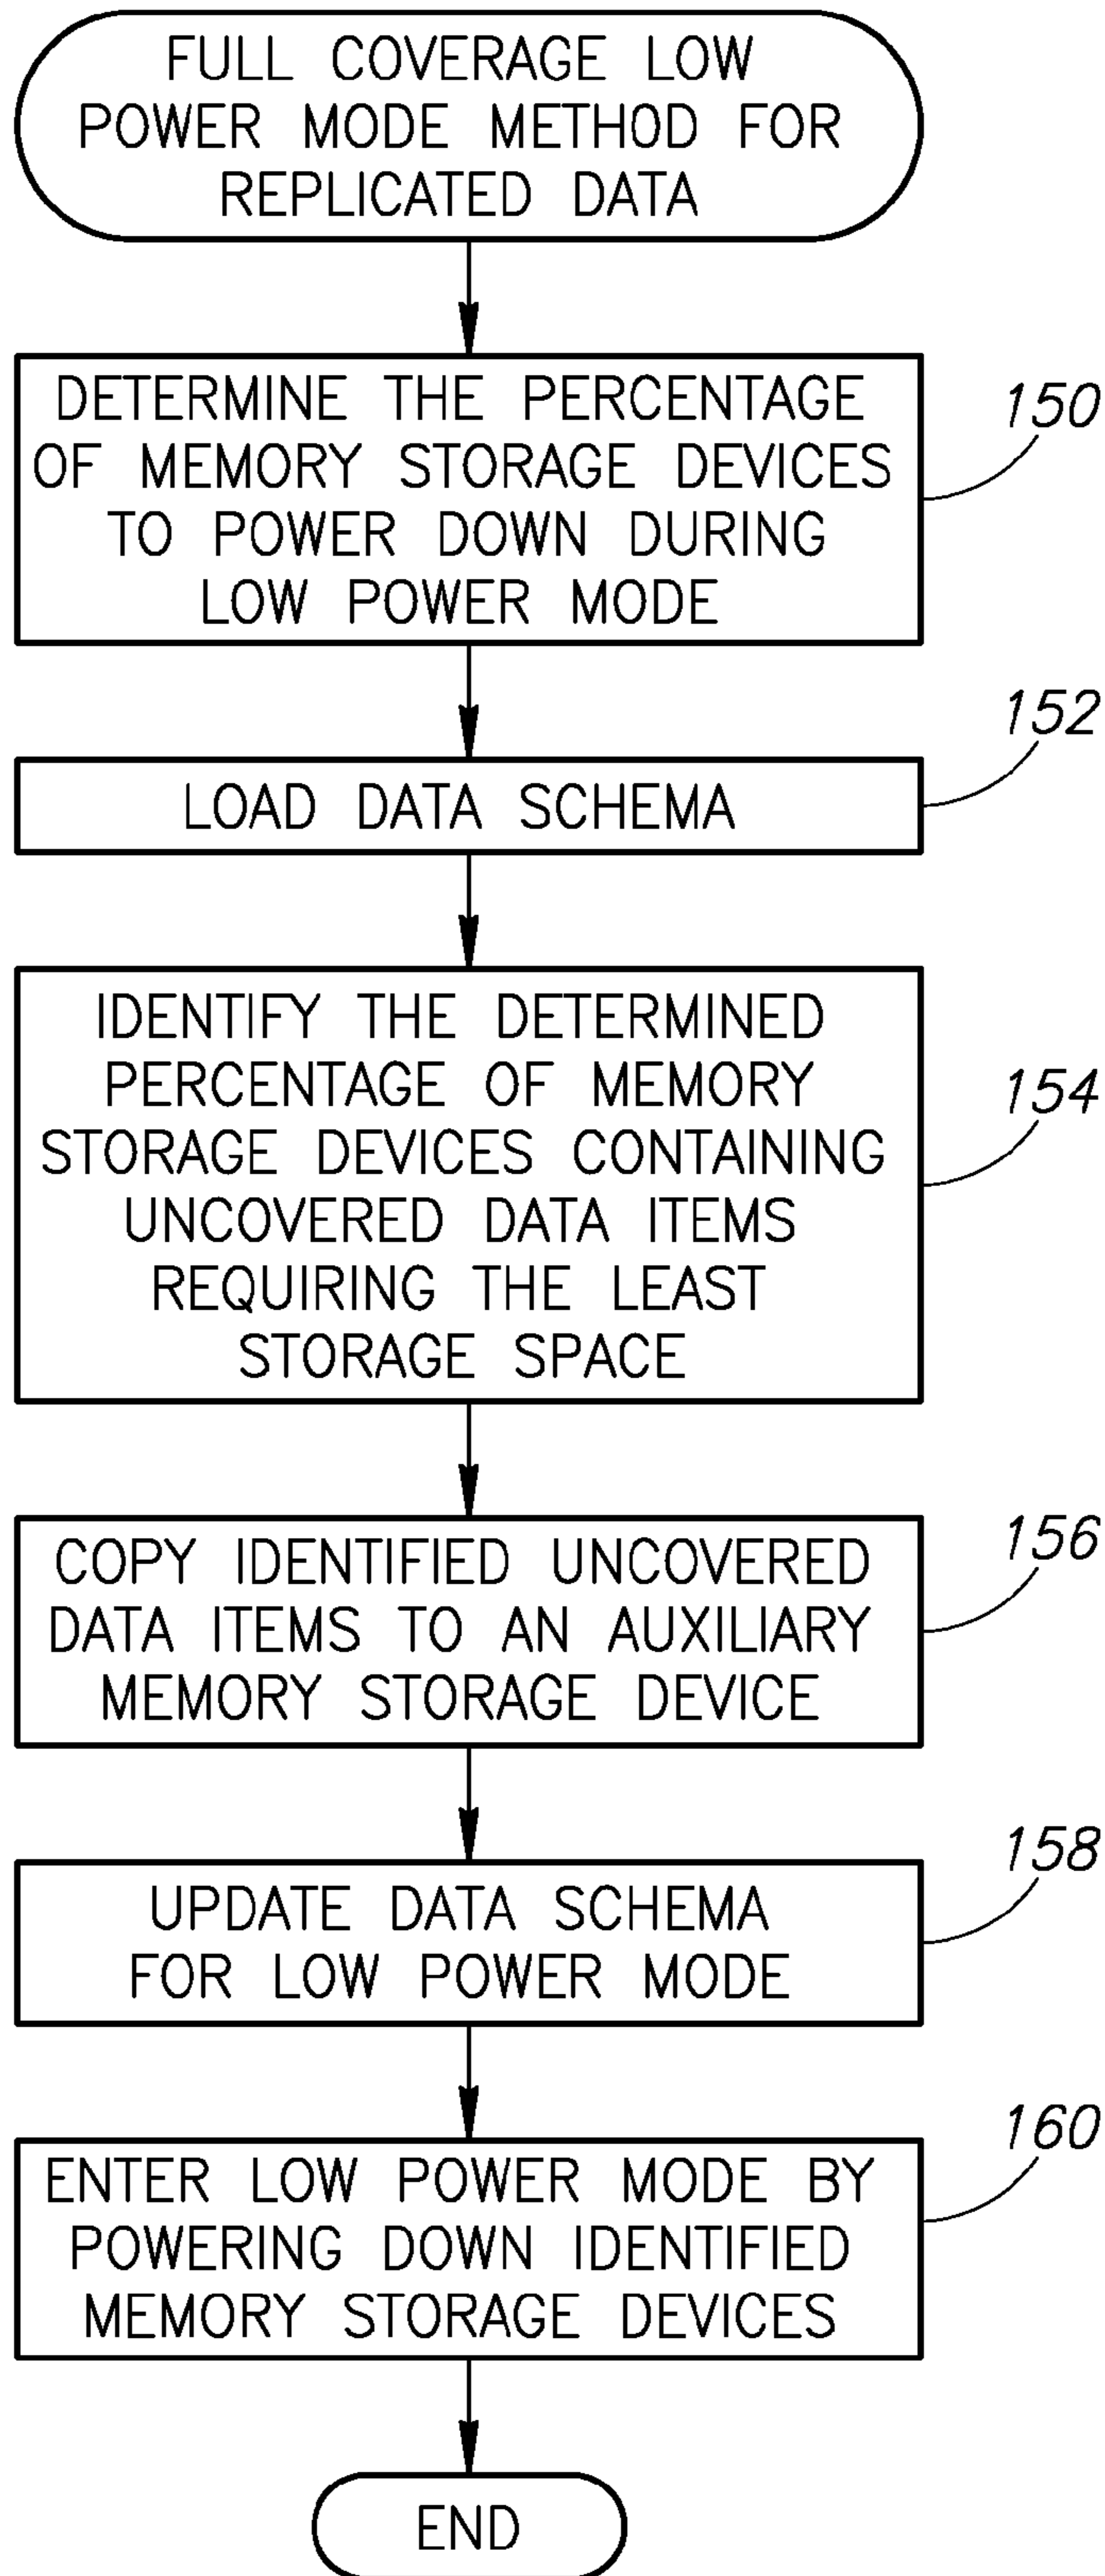 FULL COVERAGE LOW
POWER MODE METHOD FOR
REPLICATED DATA
DETERMINE THE PERCENTAGE
OF MEMORY STORAGE DEVICES
TO POWER DOWN DURING
LOW POWER MODE
150
LOAD DATA SCHEMA
152
IDENTIFY THE DETERMINED
PERCENTAGE OF MEMORY
STORAGE DEVICES CONTAINING
UNCOVERED DATA ITEMS
REQUIRING THE LEAST
STORAGE SPACE
154
COPY IDENTIFIED UNCOVERED
DATA ITEMS TO AN AUXILIARY
MEMORY STORAGE DEVICE
156
UPDATE DATA SCHEMA
FOR LOW POWER MODE
158
ENTER LOW POWER MODE BY
POWERING DOWN IDENTIFIED
MEMORY STORAGE DEVICES
160
END